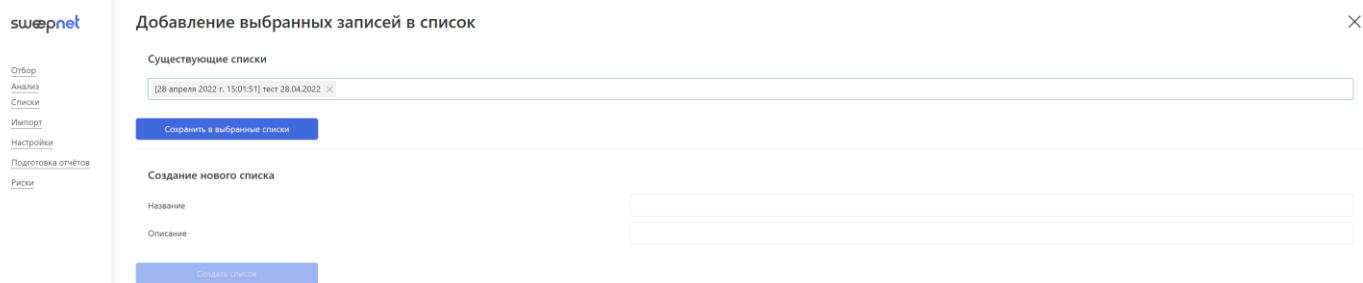 sweepnet
Отбор
Анализ
Списки
Импорт
Настройки
Подготовка отчётов
Риски
Добавление выбранных записей в список
Существующие списки
[28 апреля 2022 г. 15:01:51] тест 28.04.2022
Сохранить в выбранные списки
Создание нового списка
Название
Описание
Создать список